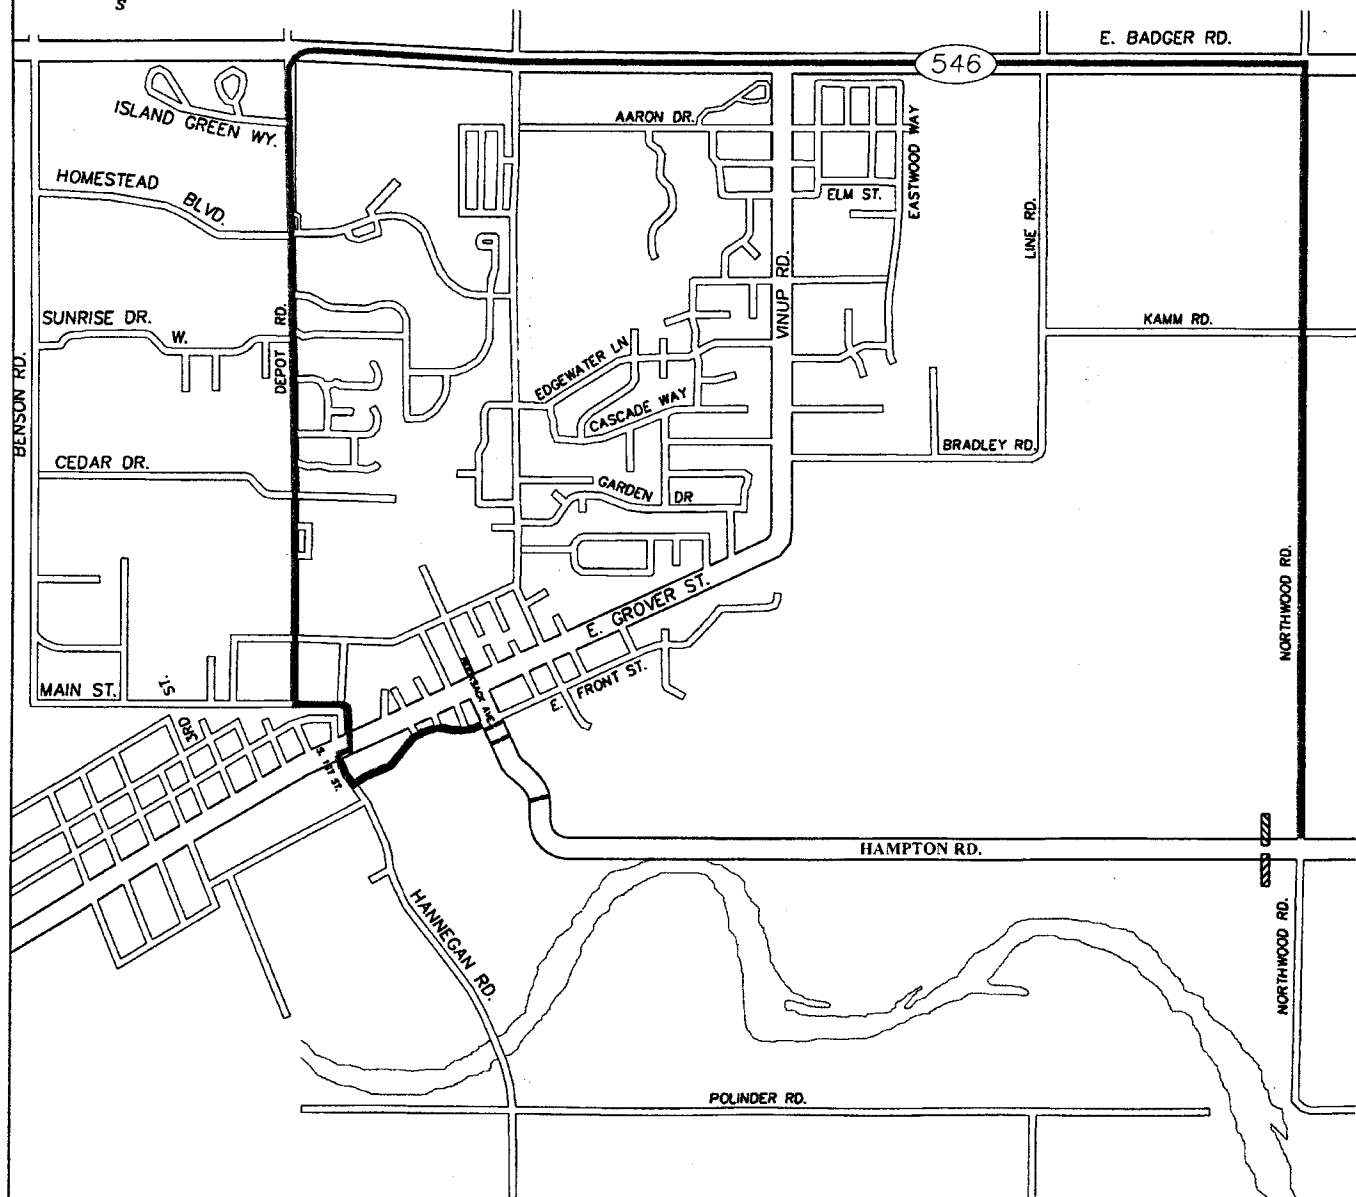 S
E. BADGER RD.
546
ISLAND GREEN WY.
AARON DR.
EASTWOOD WAY
HOMESTEAD BLVD.
ELM ST.
LINE RD.
VINUP RD.
SUNRISE DR.
W.
DEPOT RD.
KAMM RD.
BENSON RD.
EDGEWATER LN
CASCADE WAY
BRADLEY RD.
CEDAR DR.
GARDEN DR
NORTHWOOD RD.
E. GROVER ST.
MAIN ST.
ST.
3RD
E. FRONT ST.
S. 1ST ST.
HAMPTON RD.
HANNEGAN RD.
NORTHWOOD RD.
POLINDER RD.